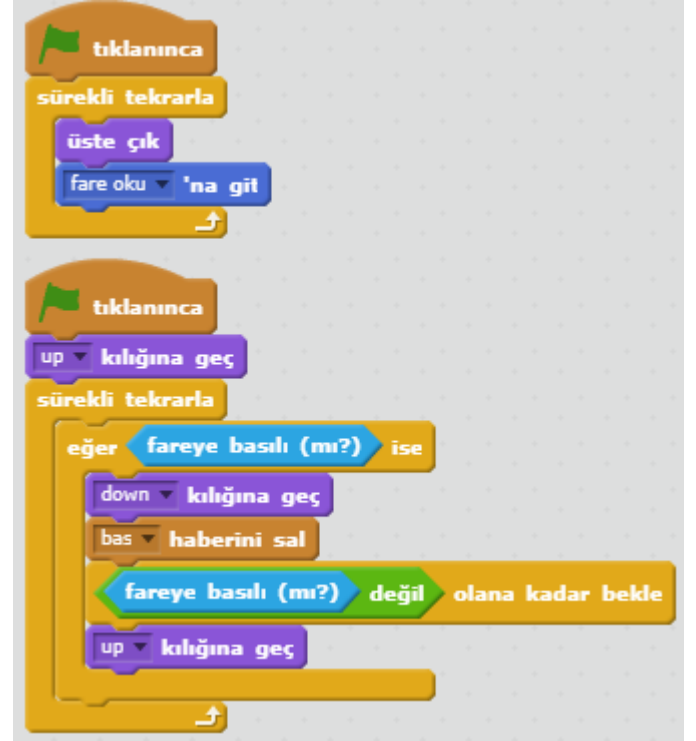 tıklanınca
sürekli tekrarla
üste çık
fare oku 'na git
tıklanınca
up kılığına geç
sürekli tekrarla
eğer fareye basılı (mı?) ise
down kılığına geç
bas haberini sal
fareye basılı (mı?) değil olana kadar bekle
up kılığına geç